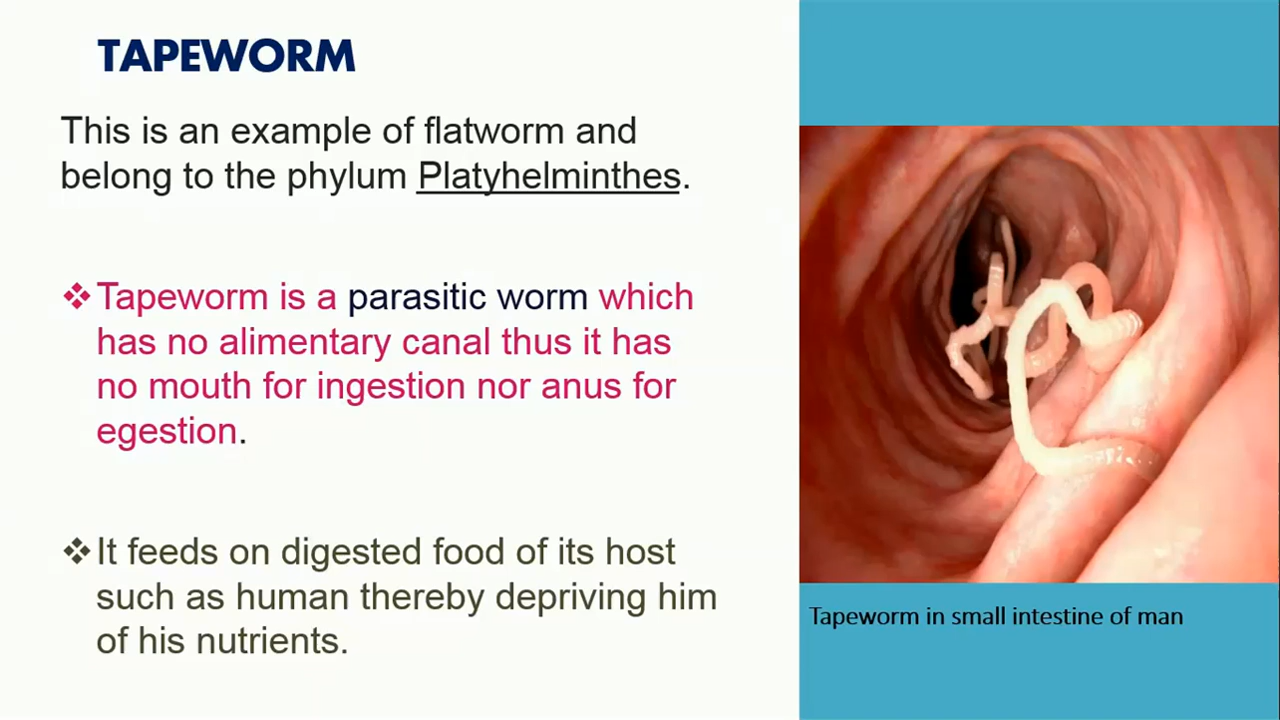 TAPEWORM
This is an example of flatworm and
belong to the phylum Platyhelminthes.
❖Tapeworm is a parasitic worm which
has no alimentary canal thus it has
no mouth for ingestion nor anus for
egestion.
❖It feeds on digested food of its host
such as human thereby depriving him
of his nutrients.
Tapeworm in small intestine of man